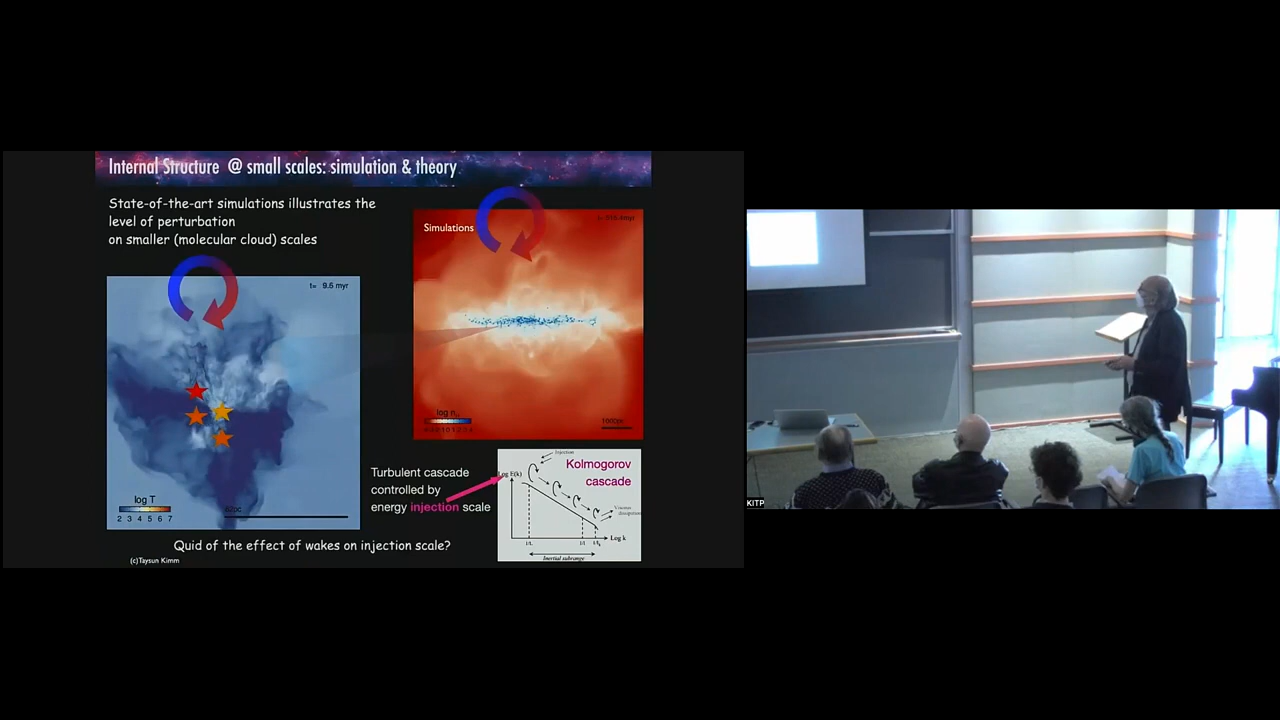 Internal Structure @ small scales: simulation & theory
State-of-the-art simulations illustrates the
level of perturbation
on smaller (molecular cloud) scales
Simulations
t= 9.6 myr
log T
2 3 4 5 6 7
Turbulent cascade
controlled by
energy injection scale
Injection
Kolmogorov
cascade
Log E(k)
Log k
Inertial subrange
Quid of the effect of wakes on injection scale?
(c)Taysun Kimm
KITP